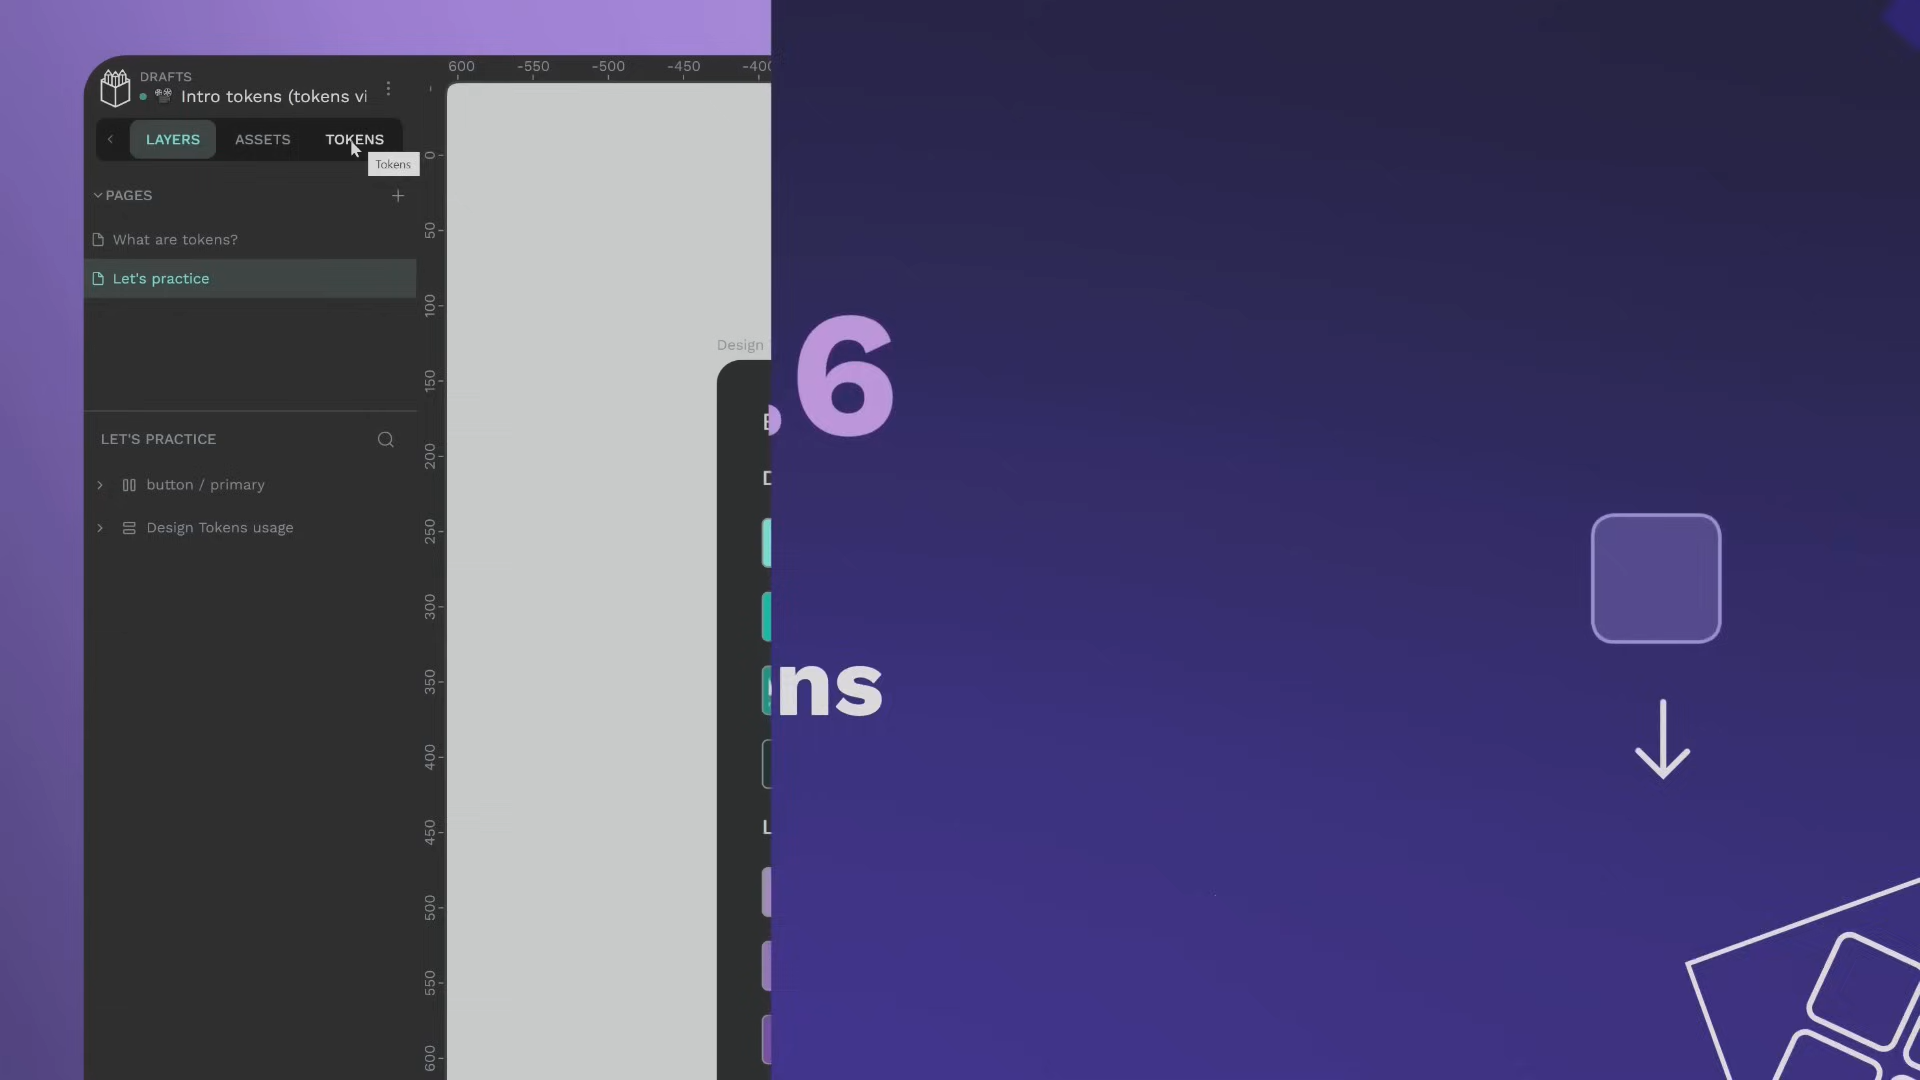 DRAFTS
Intro tokens (tokens vi
LAYERS ASSETS TOKENS
Tokens
PAGES
What are tokens?
Let's practice
LET'S PRACTICE
button / primary
Design Tokens usage
600 -550 -500 -450 -400
0
50
100
150
200
250
300
350
400
450
500
550
600
Design
.6
ns